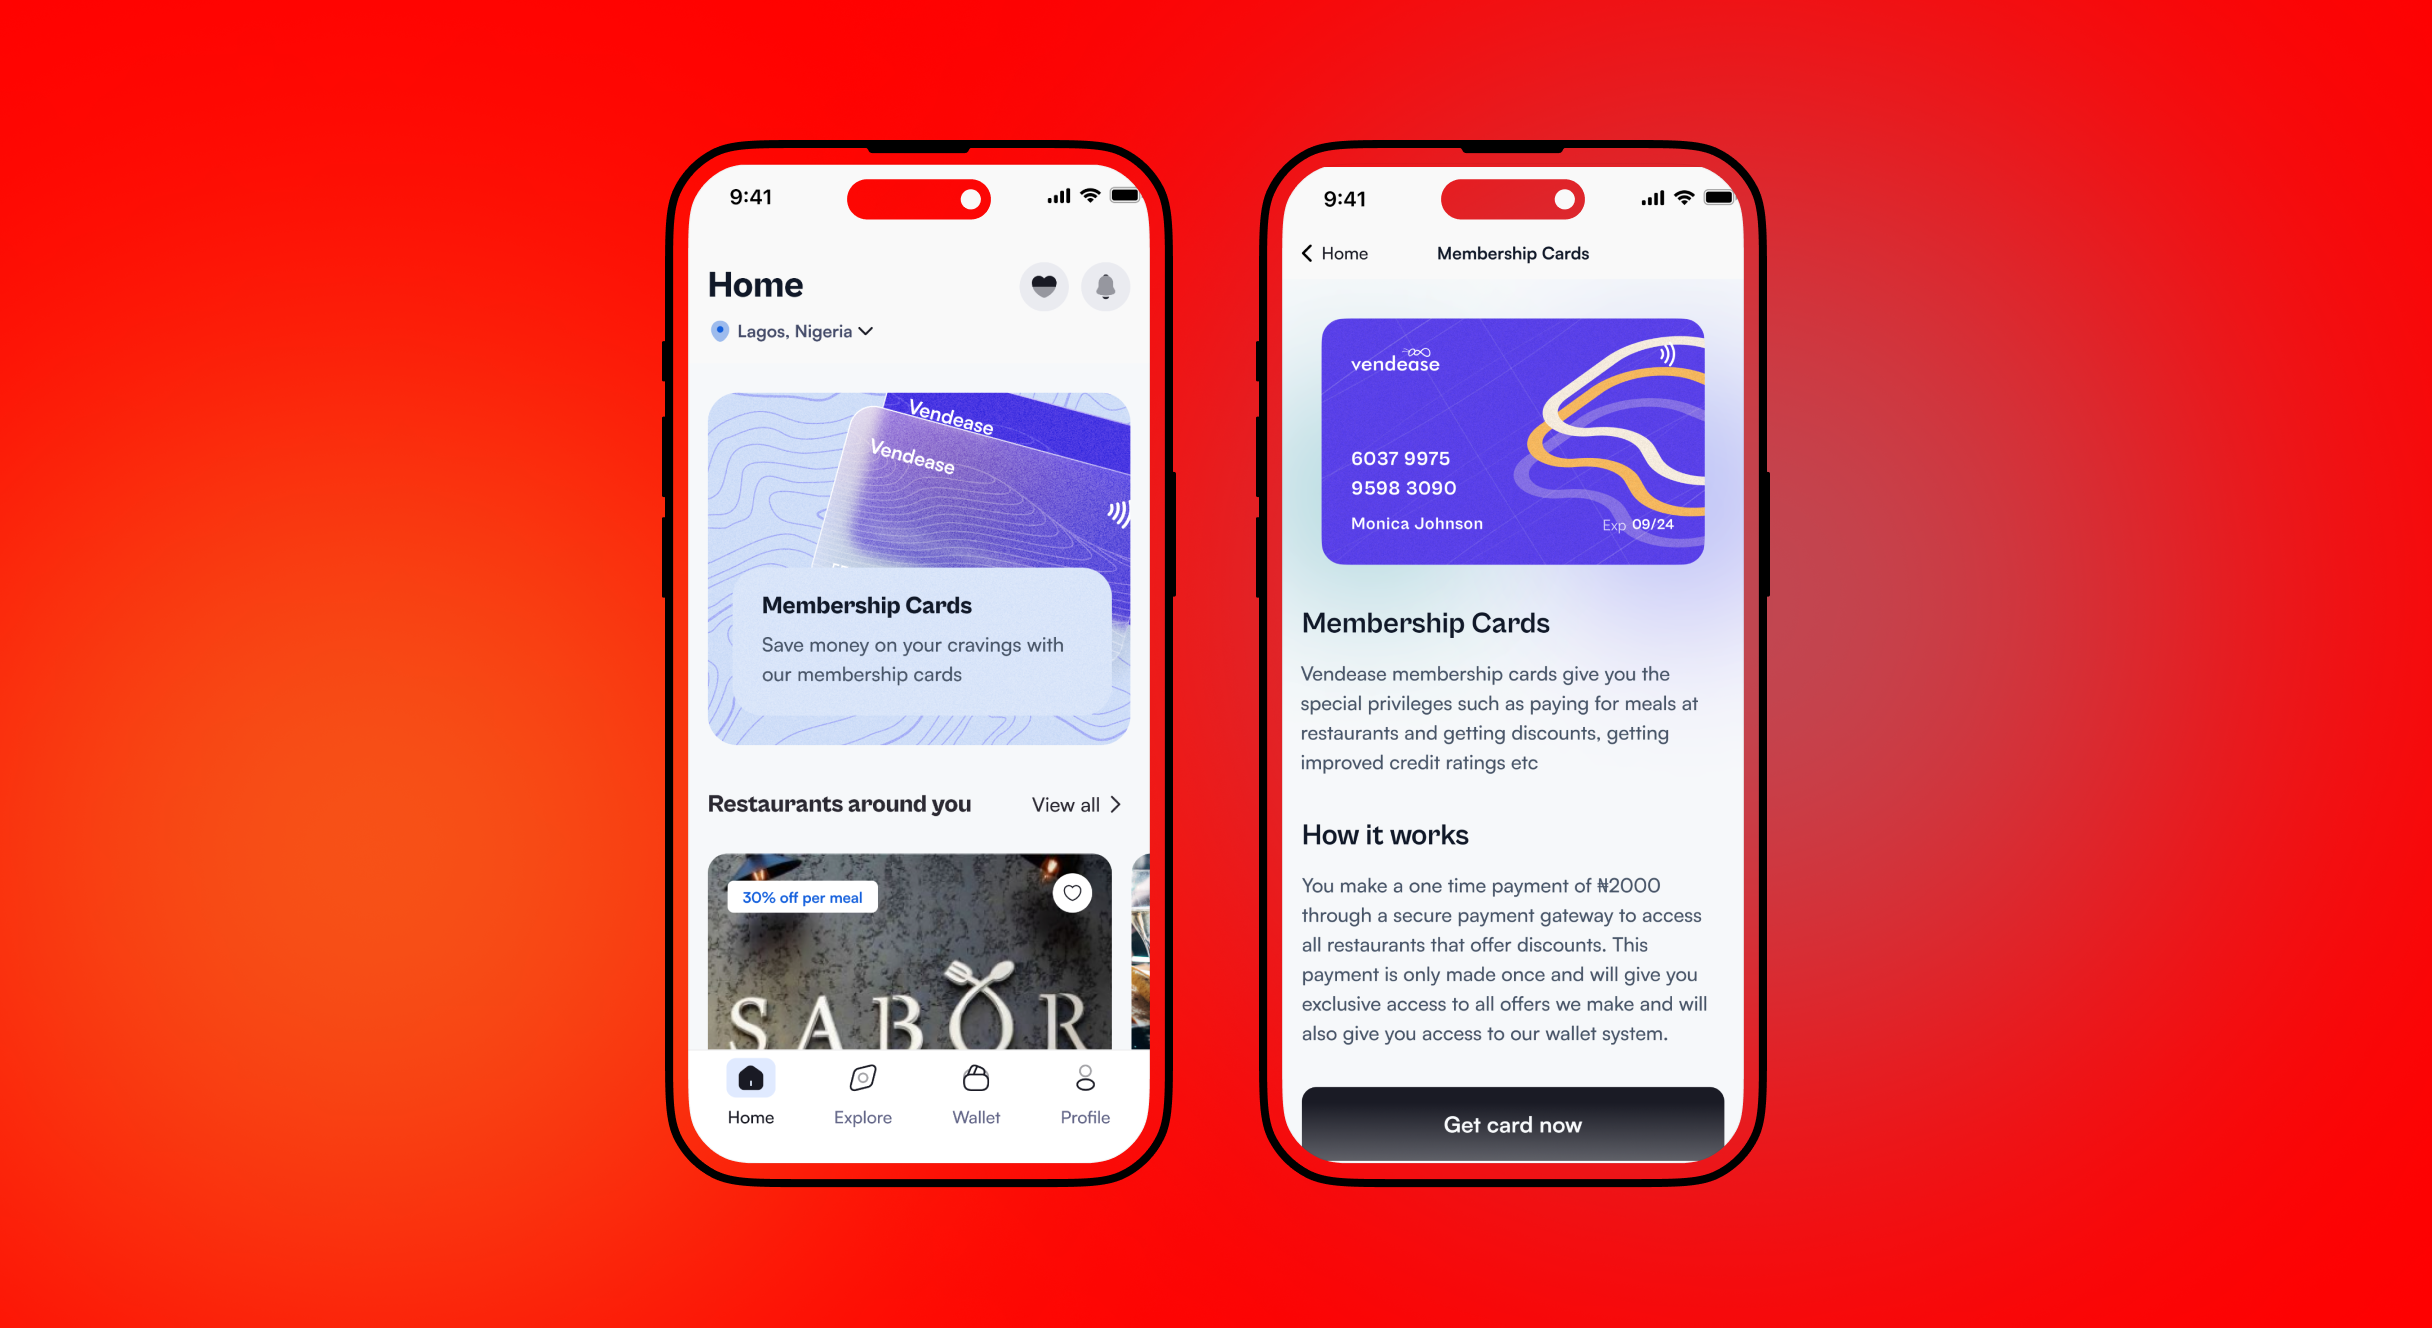 9:41
Home
Lagos, Nigeria
Vendease
Vendease
Membership Cards
Save money on your cravings with
our membership cards
Restaurants around you
View all
30% off per meal
SABOR
Home
Explore
Wallet
Profile
9:41
Home
Membership Cards
vendease
6037 9975
9598 3090
Monica Johnson
Exp 09/24
Membership Cards
Vendease membership cards give you the
special privileges such as paying for meals at
restaurants and getting discounts, getting
improved credit ratings etc
How it works
You make a one time payment of ₦2000
through a secure payment gateway to access
all restaurants that offer discounts. This
payment is only made once and will give you
exclusive access to all offers we make and will
also give you access to our wallet system.
Get card now